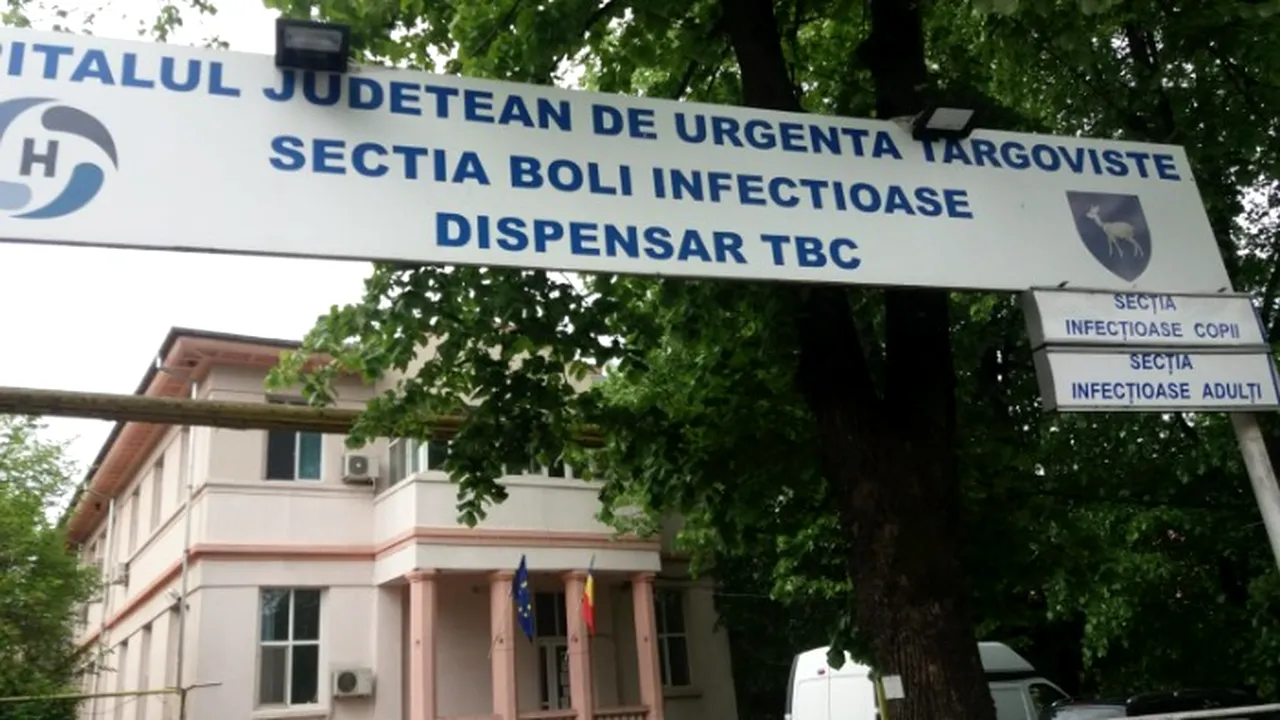 PITALUL JUDETEAN DE URGENTA TARGOVISTE
H
SECTIA BOLI INFECTIOASE
DISPENSAR TBC
SECȚIA
INFECȚIOASE COPII
SECȚIA
INFECȚIOASE ADULȚI